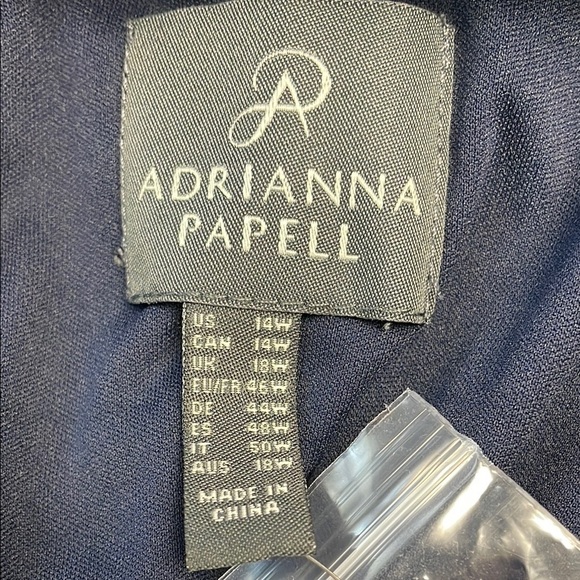 ADRIANNA
PAPELL
US 14W
CAN 14W
UK 18W
EU/FR 46W
DE 44W
ES 48W
IT 50W
AUS 18W
MADE IN
CHINA